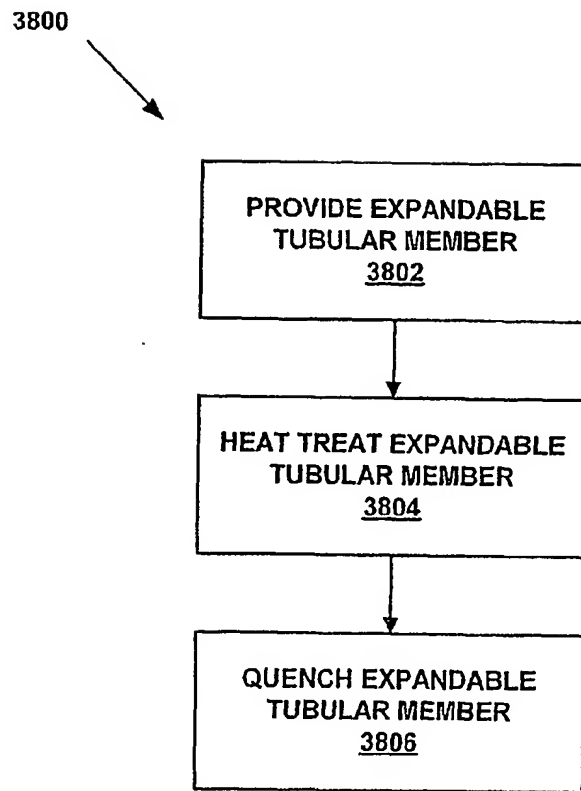 3800
PROVIDE EXPANDABLE
TUBULAR MEMBER
3802
HEAT TREAT EXPANDABLE
TUBULAR MEMBER
3804
QUENCH EXPANDABLE
TUBULAR MEMBER
3806